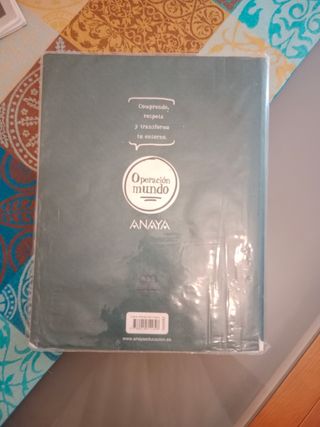 Comprende,
respeta
y transforma
tu entorno.
Operación
mundo
ANAYA
www.anayaeducacion.es